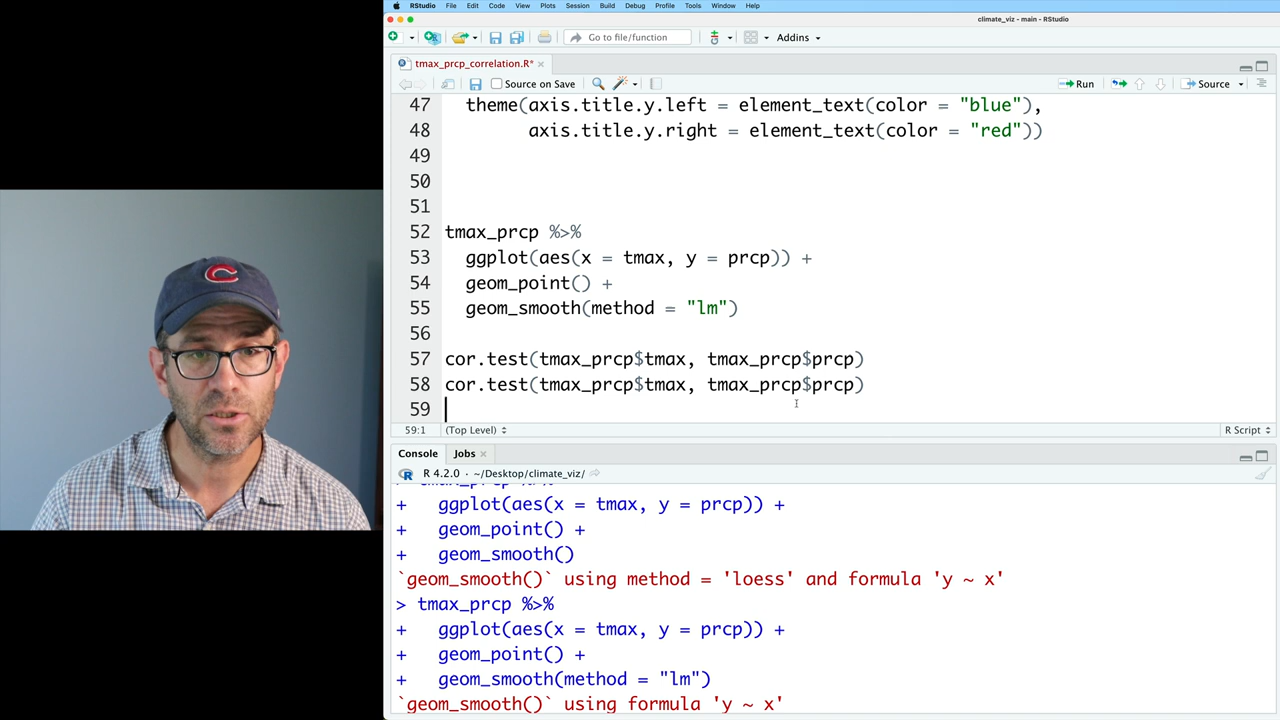 RStudio File Edit Code View Plots Session Build Debug Profile Tools Window Help
climate_viz - main - RStudio
Go to file/function Addins
tmax_prcp_correlation.R*
Source on Save Run Source
47 theme(axis.title.y.left = element_text(color = "blue"),
48 axis.title.y.right = element_text(color = "red"))
49
50
51
52 tmax_prcp %>%
53 ggplot(aes(x = tmax, y = prcp)) +
54 geom_point() +
55 geom_smooth(method = "lm")
56
57 cor.test(tmax_prcp$tmax, tmax_prcp$prcp)
58 cor.test(tmax_prcp$tmax, tmax_prcp$prcp)
59
59:1 (Top Level) R Script
Console Jobs
R 4.2.0 · ~/Desktop/climate_viz/
+ ggplot(aes(x = tmax, y = prcp)) +
+ geom_point() +
+ geom_smooth()
`geom_smooth()` using method = 'loess' and formula 'y ~ x'
> tmax_prcp %>%
+ ggplot(aes(x = tmax, y = prcp)) +
+ geom_point() +
+ geom_smooth(method = "lm")
`geom_smooth()` using formula 'y ~ x'
C